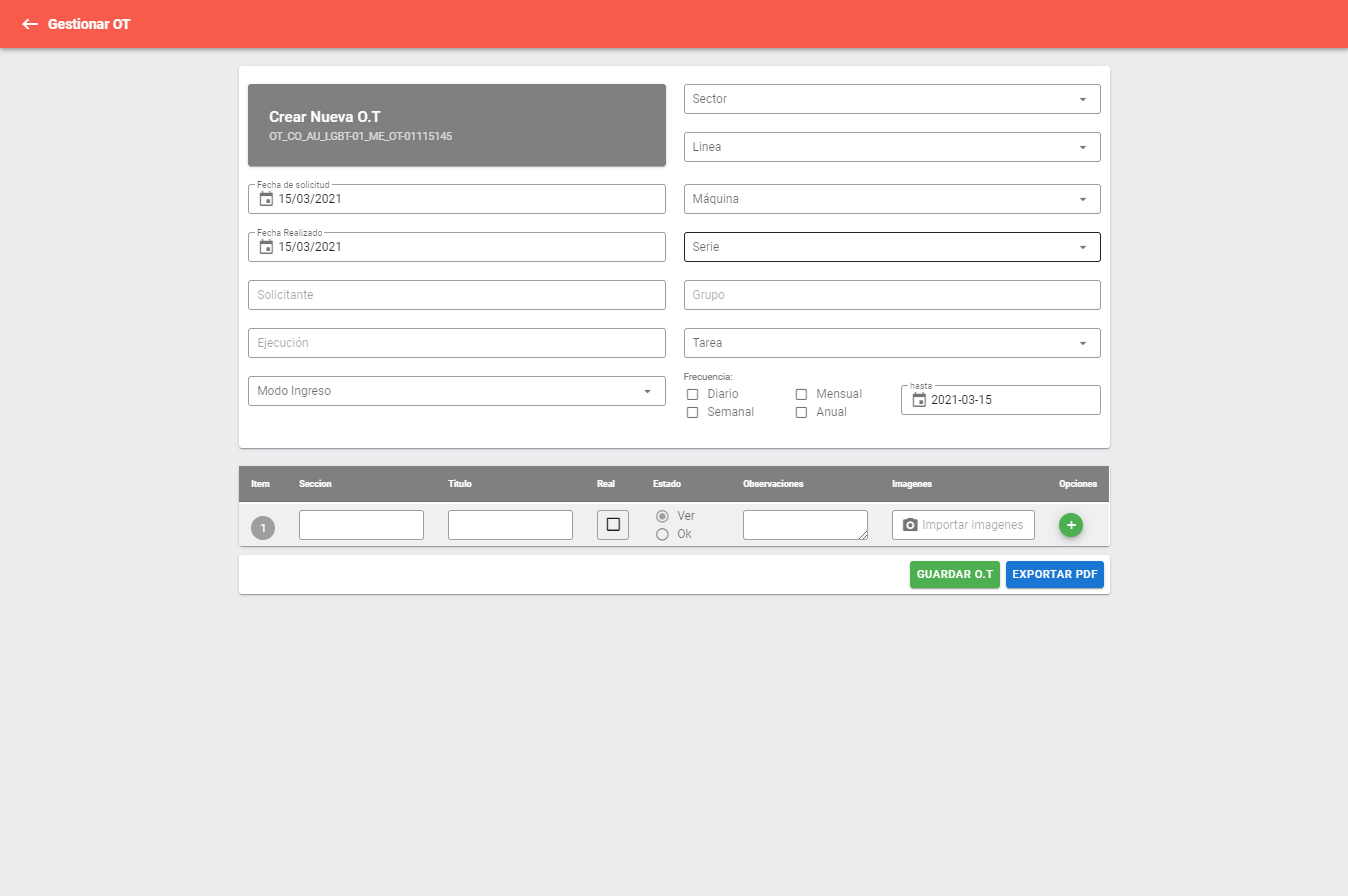 Gestionar OT
Crear Nueva O.T
OT_CO_AU_LGBT-01_ME_OT-01115145
Fecha de solicitud
15/03/2021
Fecha Realizado
15/03/2021
Solicitante
Ejecución
Modo Ingreso
Sector
Linea
Máquina
Serie
Grupo
Tarea
Frecuencia:
Diario
Mensual
Semanal
Anual
hasta
2021-03-15
Item Seccion Titulo Real Estado Observaciones Imagenes Opciones
1
Ver
Ok
Importar imagenes
+
GUARDAR O.T
EXPORTAR PDF